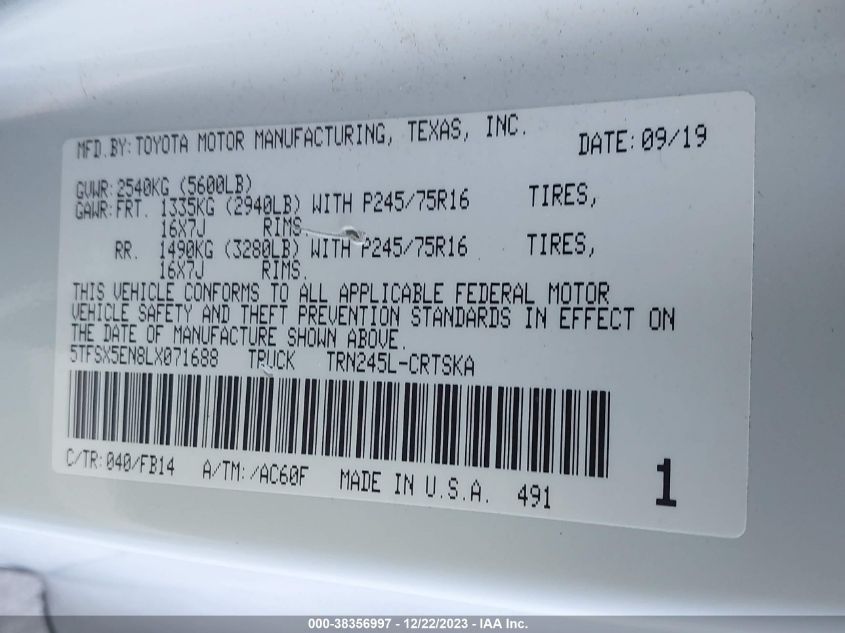 MFD.BY: TOYOTA MOTOR MANUFACTURING, TEXAS, INC. DATE: 09/19
GVWR: 2540KG (5600LB)
GAWR: FRT. 1335KG (2940LB) WITH P245/75R16 TIRES,
16X7J RIMS.
RR. 1490KG (3280LB) WITH P245/75R16 TIRES,
16X7J RIMS.
THIS VEHICLE CONFORMS TO ALL APPLICABLE FEDERAL MOTOR
VEHICLE SAFETY AND THEFT PREVENTION STANDARDS IN EFFECT ON
THE DATE OF MANUFACTURE SHOWN ABOVE.
5TFSX5EN8LX071688 TRUCK TRN245L-CRTSKA
C/TR: 040/FB14 A/TM: /AC60F MADE IN U.S.A. 491 1
000-38356997 - 12/22/2023 - IAA Inc.